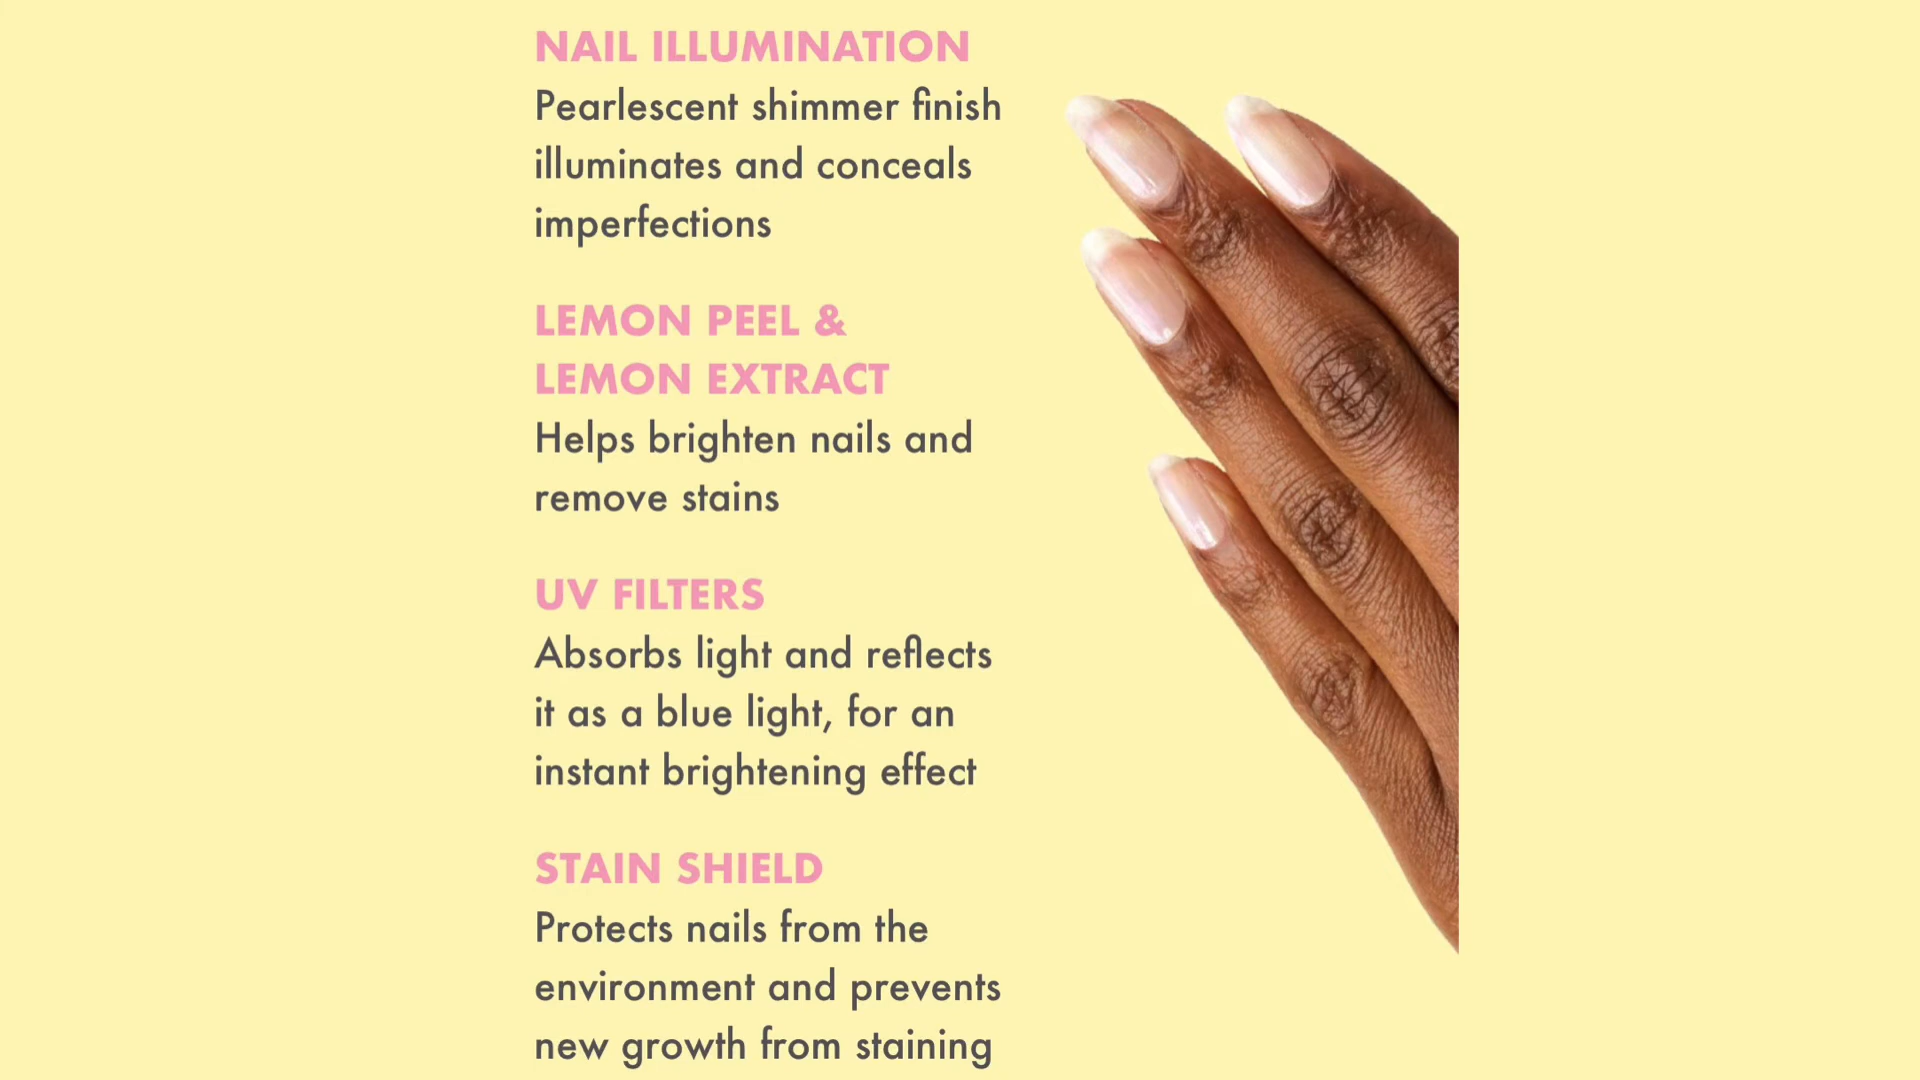 NAIL ILLUMINATION
Pearlescent shimmer finish
illuminates and conceals
imperfections
LEMON PEEL &
LEMON EXTRACT
Helps brighten nails and
remove stains
UV FILTERS
Absorbs light and reflects
it as a blue light, for an
instant brightening effect
STAIN SHIELD
Protects nails from the
environment and prevents
new growth from staining